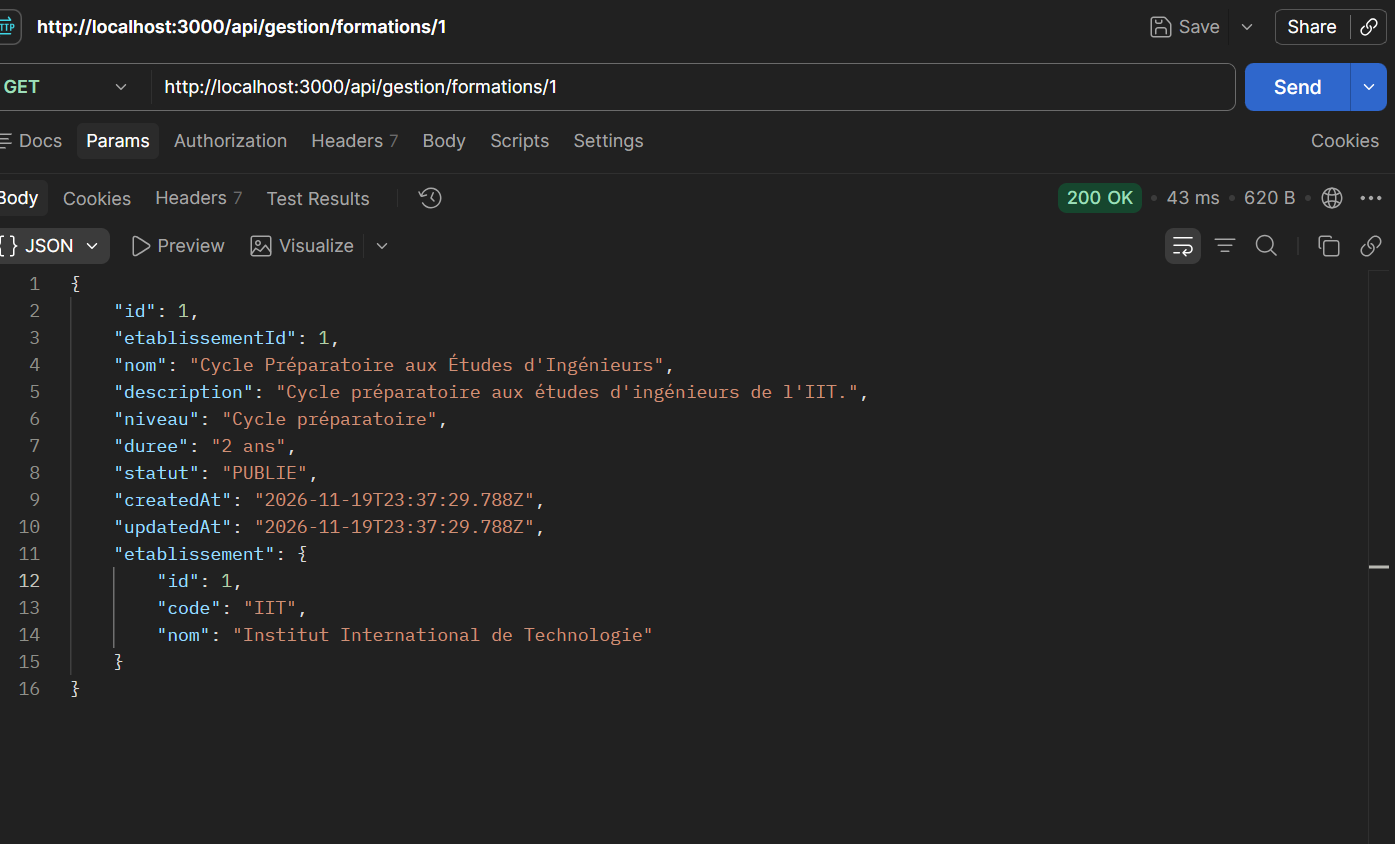 HTTP http://localhost:3000/api/gestion/formations/1 Save Share
GET http://localhost:3000/api/gestion/formations/1 Send
Docs Params Authorization Headers 7 Body Scripts Settings Cookies
Body Cookies Headers 7 Test Results 200 OK • 43 ms • 620 B •
{} JSON Preview Visualize
1 {
2 "id": 1,
3 "etablissementId": 1,
4 "nom": "Cycle Préparatoire aux Études d'Ingénieurs",
5 "description": "Cycle préparatoire aux études d'ingénieurs de l'IIT.",
6 "niveau": "Cycle préparatoire",
7 "duree": "2 ans",
8 "statut": "PUBLIE",
9 "createdAt": "2026-11-19T23:37:29.788Z",
10 "updatedAt": "2026-11-19T23:37:29.788Z",
11 "etablissement": {
12 "id": 1,
13 "code": "IIT",
14 "nom": "Institut International de Technologie"
15 }
16 }